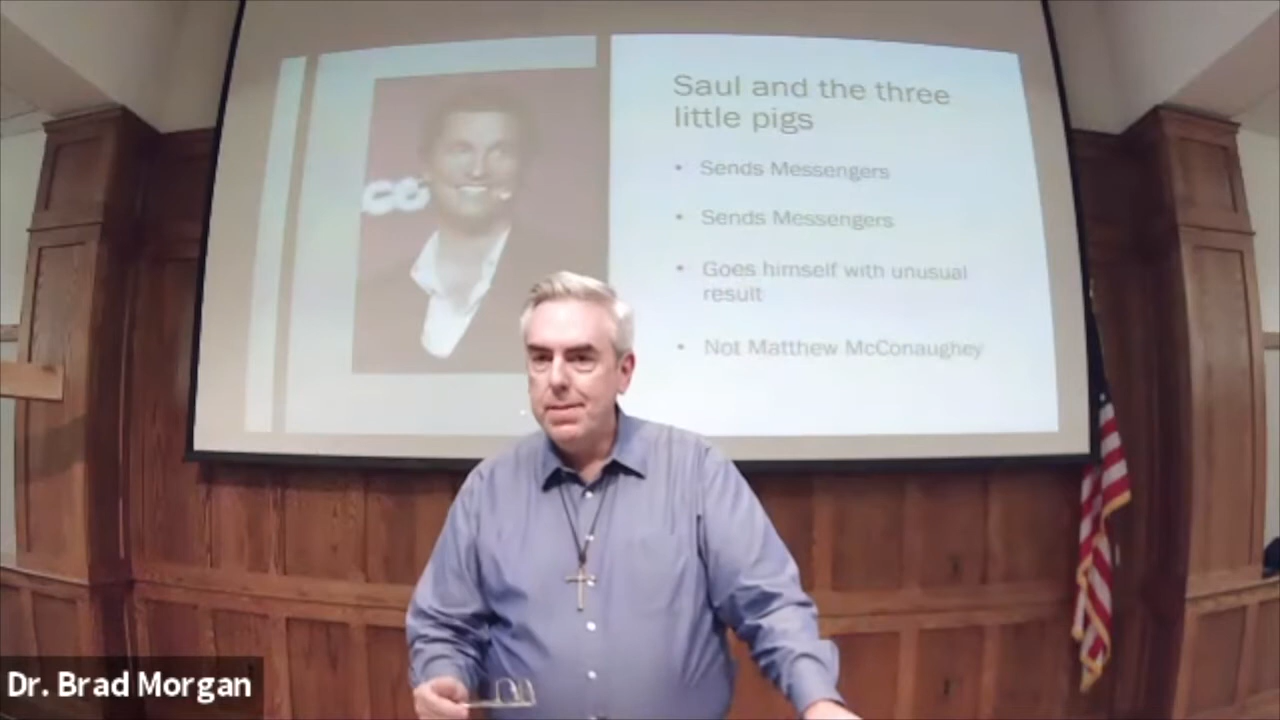 Saul and the three
little pigs
• Sends Messengers
• Sends Messengers
• Goes himself with unusual
result
• Not Matthew McConaughey
Dr. Brad Morgan